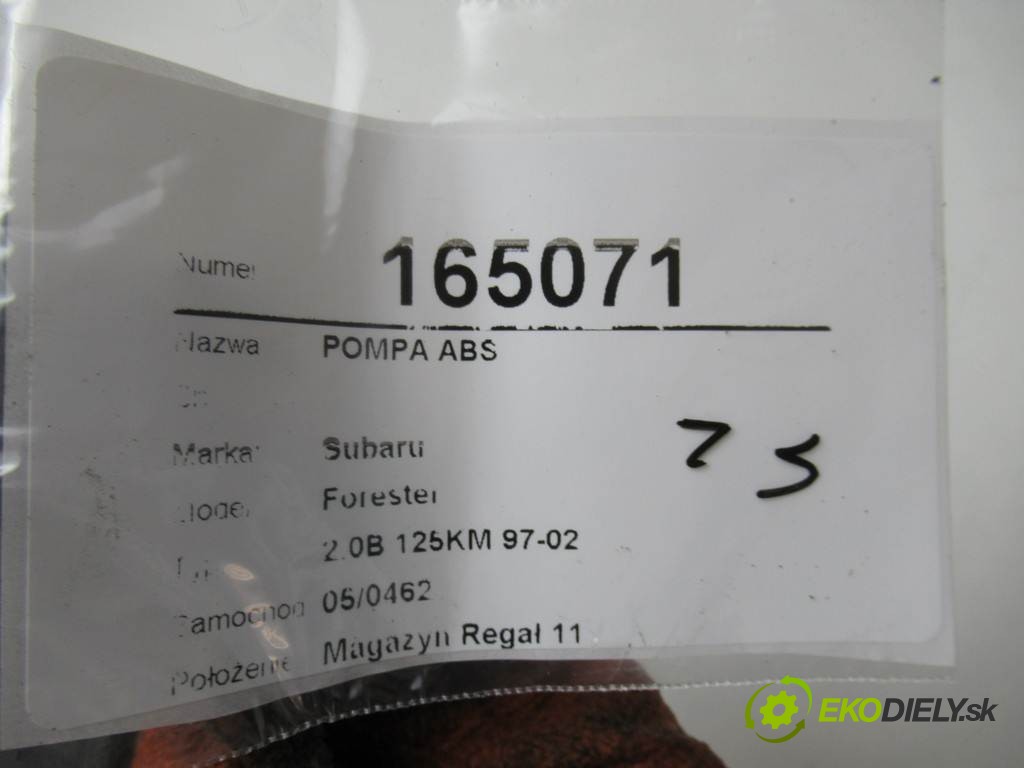 Numer 165071
Nazwa POMPA ABS
Marka Subaru
Model Forester
2.0B 125KM 97-02
Samochod 05/0462
Położenie Magazyn Regał 11
EKODIELY.sk